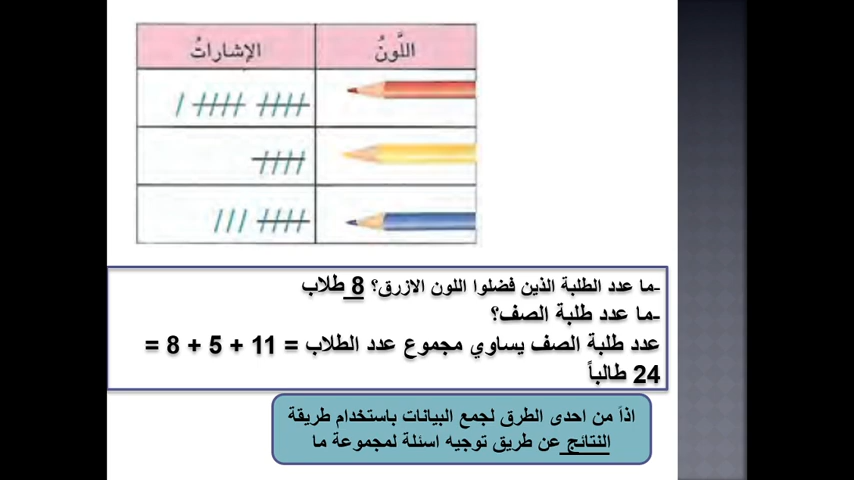 اللَّونُ الإشاراتُ
-ما عدد الطلبة الذين فضلوا اللون الازرق؟ 8 طلاب
-ما عدد طلبة الصف؟
عدد طلبة الصف يساوي مجموع عدد الطلاب = 11 + 5 + 8 =
24 طالباً
اذاً من احدى الطرق لجمع البيانات باستخدام طريقة
النتائج عن طريق توجيه اسئلة لمجموعة ما